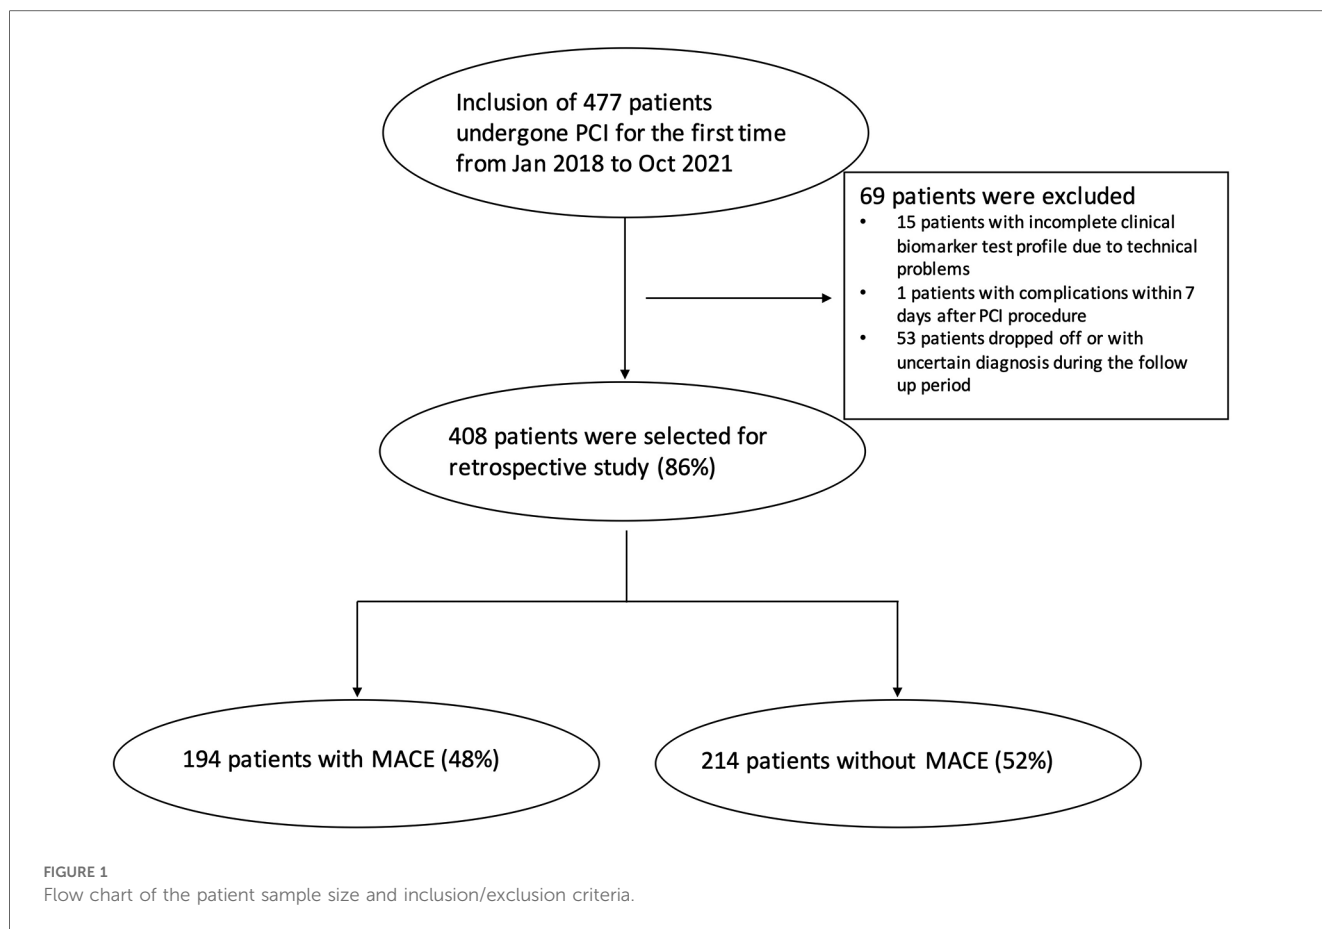 Inclusion of 477 patients
undergone PCI for the first time
from Jan 2018 to Oct 2021
69 patients were excluded
• 15 patients with incomplete clinical
biomarker test profile due to technical
problems
• 1 patients with complications within 7
days after PCI procedure
• 53 patients dropped off or with
uncertain diagnosis during the follow
up period
408 patients were selected for
retrospective study (86%)
194 patients with MACE (48%)
214 patients without MACE (52%)
FIGURE 1
Flow chart of the patient sample size and inclusion/exclusion criteria.